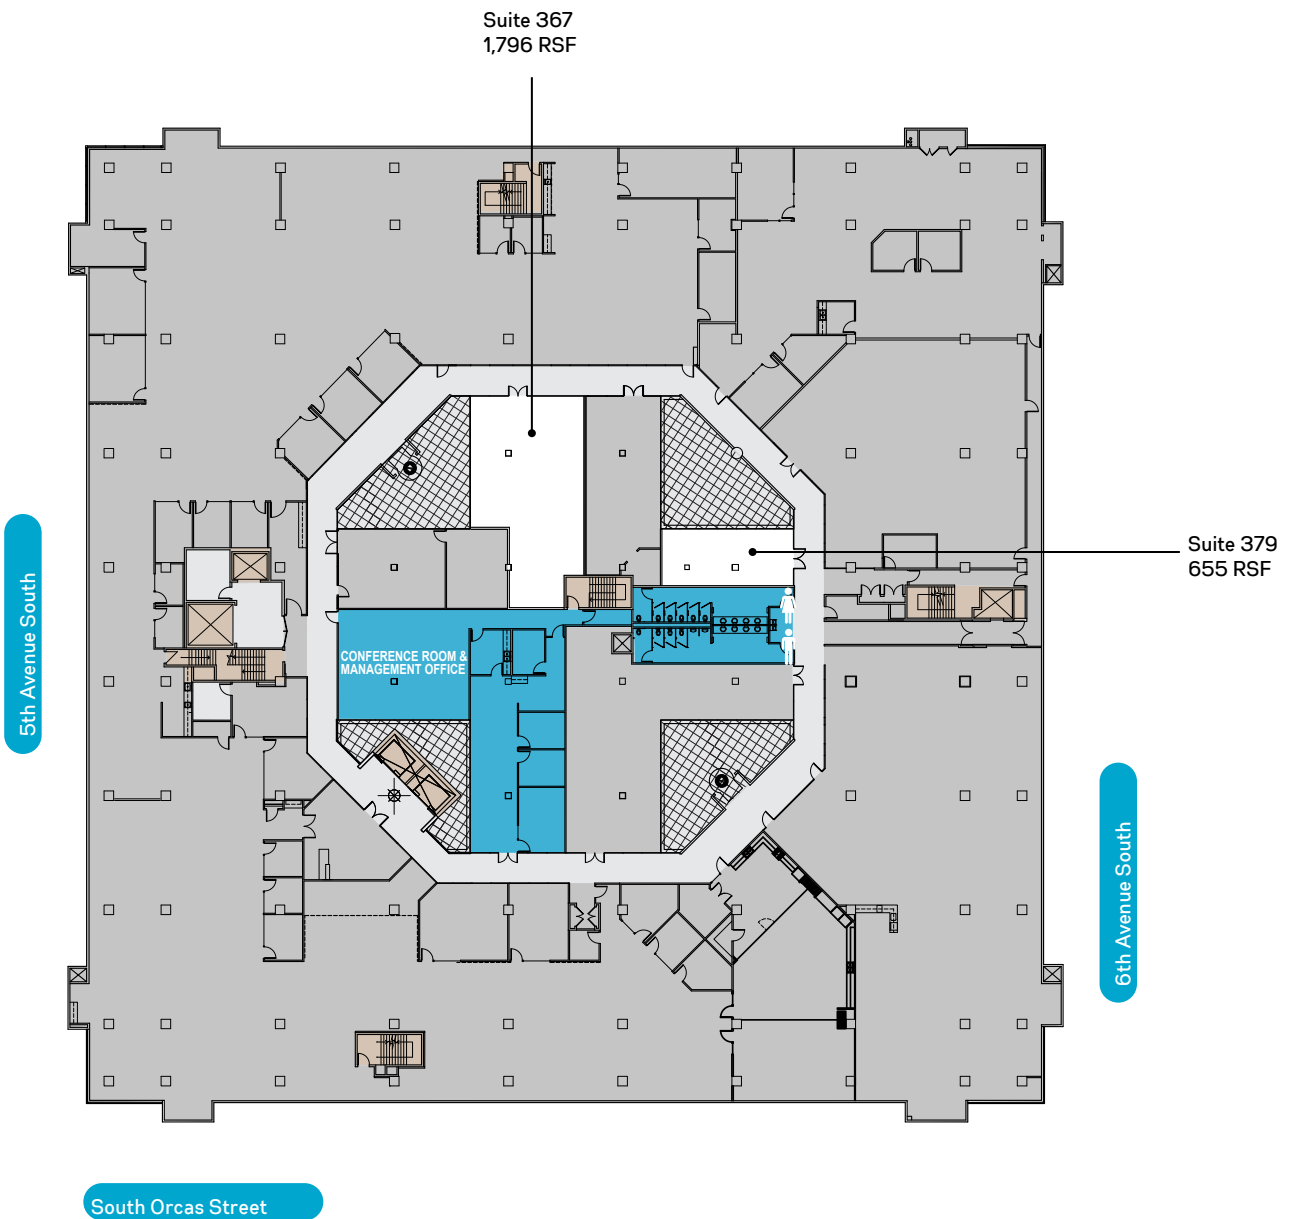 Suite 367
1,796 RSF
Suite 379
655 RSF
CONFERENCE ROOM &
MANAGEMENT OFFICE
5th Avenue South
6th Avenue South
South Orcas Street